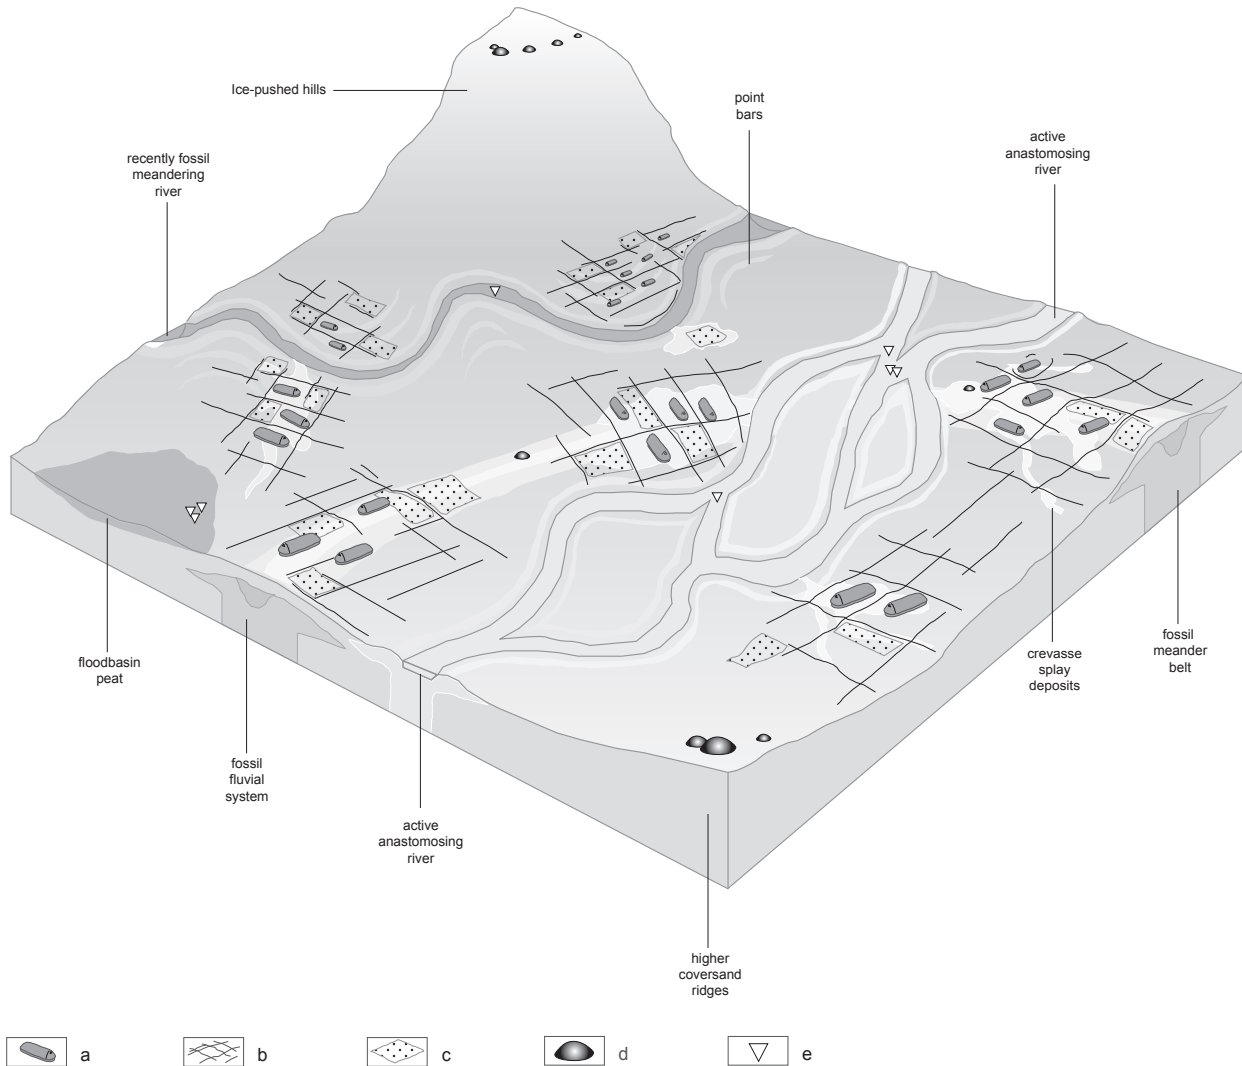 Ice-pushed hills
point
bars
active
anastomosing
river
recently fossil
meandering
river
floodbasin
peat
fossil
fluvial
system
active
anastomosing
river
higher
coversand
ridges
crevasse
splay
deposits
fossil
meander
belt
a
b
c
d
e